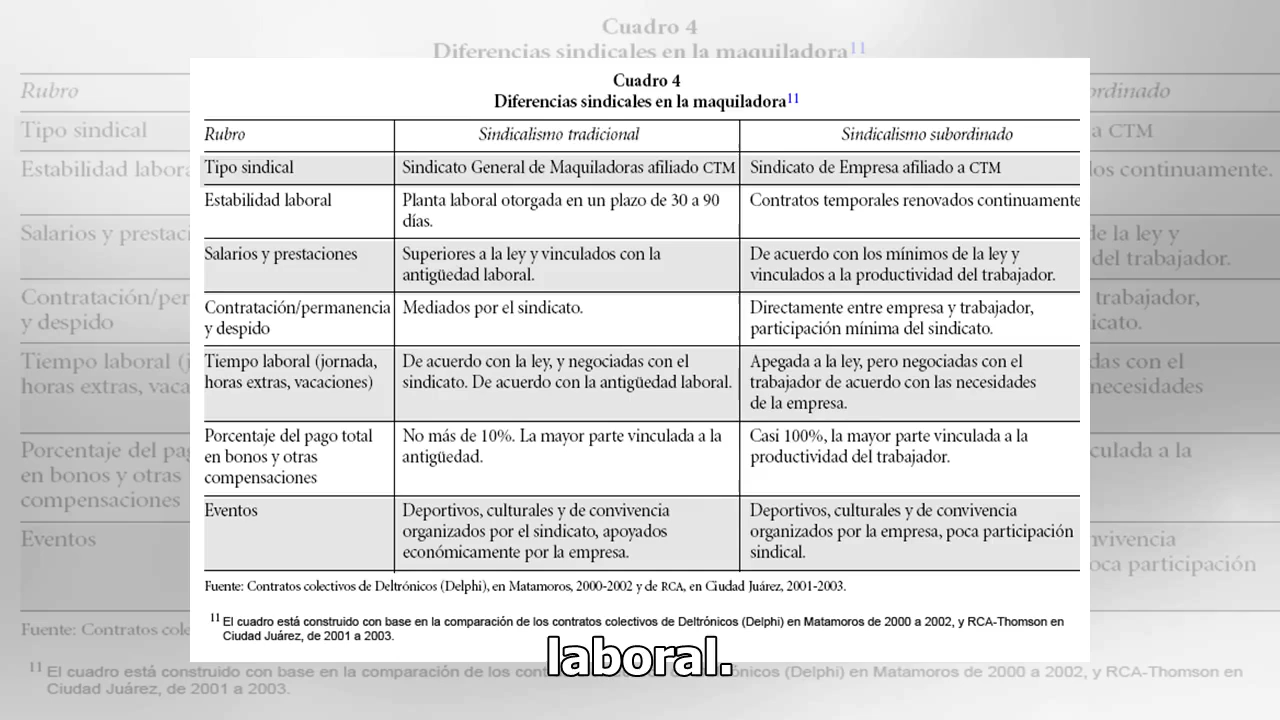 Cuadro 4
Diferencias sindicales en la maquiladora11
Rubro Sindicalismo tradicional Sindicalismo subordinado
Tipo sindical Sindicato General de Maquiladoras afiliado CTM Sindicato de Empresa afiliado a CTM
Estabilidad laboral Planta laboral otorgada en un plazo de 30 a 90 Contratos temporales renovados continuamente
días.
Salarios y prestaciones Superiores a la ley y vinculados con la De acuerdo con los mínimos de la ley y
antigüedad laboral. vinculados a la productividad del trabajador.
Contratación/permanencia Mediados por el sindicato. Directamente entre empresa y trabajador,
y despido participación mínima del sindicato.
Tiempo laboral (jornada, De acuerdo con la ley, y negociadas con el Apegada a la ley, pero negociadas con el
horas extras, vacaciones) sindicato. De acuerdo con la antigüedad laboral. trabajador de acuerdo con las necesidades
de la empresa.
Porcentaje del pago total No más de 10%. La mayor parte vinculada a la Casi 100%, la mayor parte vinculada a la
en bonos y otras antigüedad. productividad del trabajador.
compensaciones
Eventos Deportivos, culturales y de convivencia Deportivos, culturales y de convivencia
organizados por el sindicato, apoyados organizados por la empresa, poca participación
económicamente por la empresa. sindical.
Fuente: Contratos colectivos de Deltrónicos (Delphi), en Matamoros, 2000-2002 y de RCA, en Ciudad Juárez, 2001-2003.
11 El cuadro está construido con base en la comparación de los contratos colectivos de Deltrónicos (Delphi) en Matamoros de 2000 a 2002, y RCA-Thomson en
Ciudad Juárez, de 2001 a 2003.
laboral.